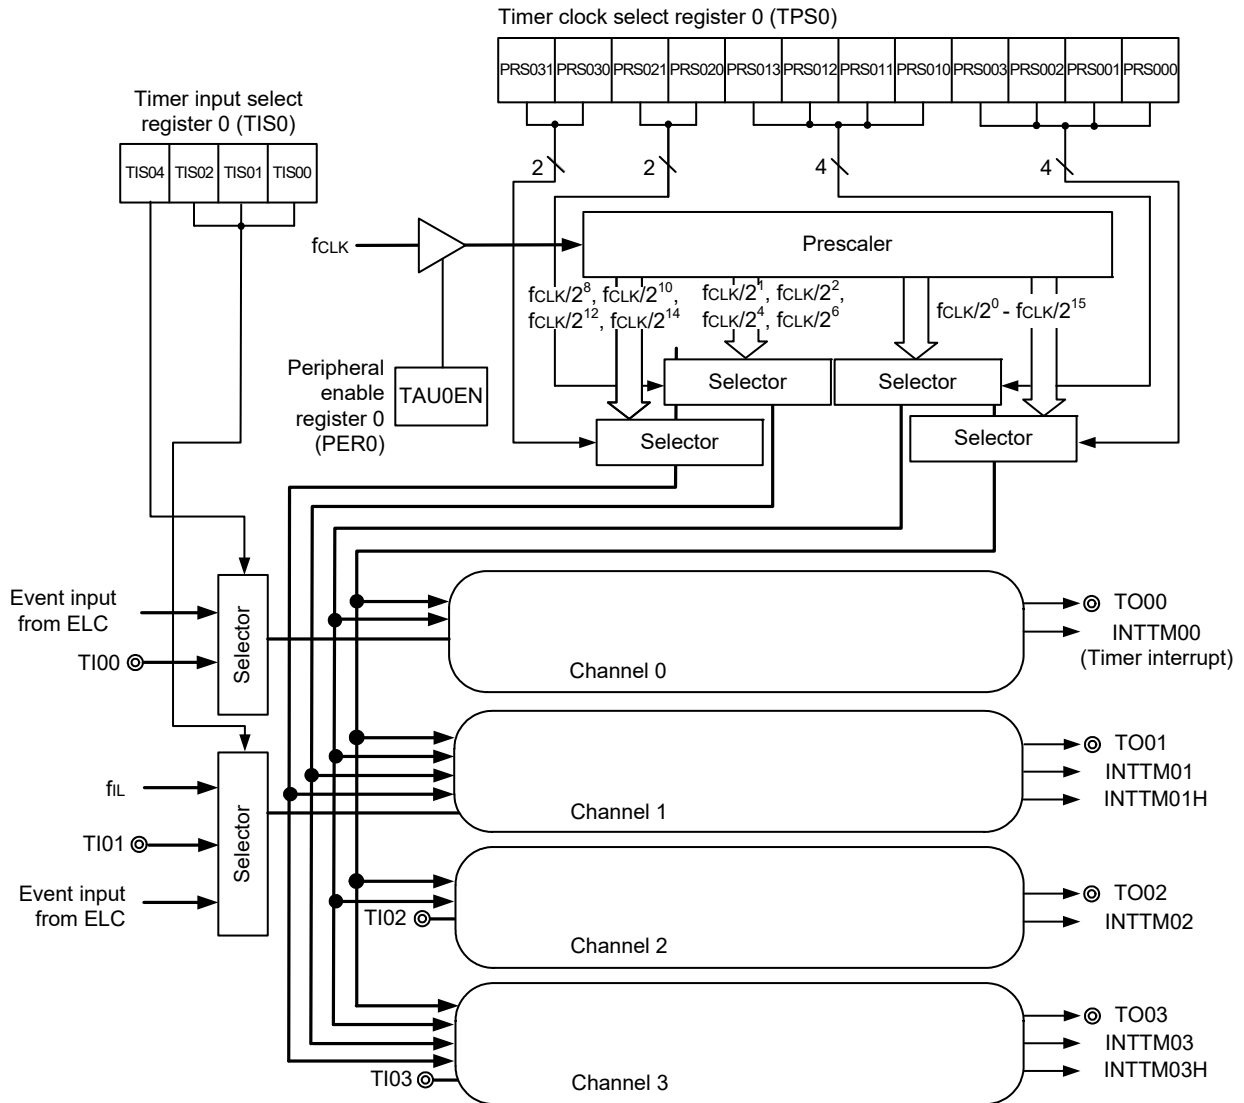 Timer clock select register 0 (TPS0)
PRS031 PRS030 PRS021 PRS020 PRS013 PRS012 PRS011 PRS010 PRS003 PRS002 PRS001 PRS000
Timer input select
register 0 (TIS0)
TIS04 TIS02 TIS01 TIS00
2
2
4
4
fCLK
Prescaler
fCLK/2^8, fCLK/2^10,
fCLK/2^12, fCLK/2^14
fCLK/2^1, fCLK/2^2,
fCLK/2^4, fCLK/2^6
fCLK/2^0 - fCLK/2^15
Peripheral
enable
register 0
(PER0)
TAU0EN
Selector
Selector
Selector
Selector
Event input
from ELC
TI00
Selector
Channel 0
TO00
INTTM00
(Timer interrupt)
fIL
TI01
Event input
from ELC
Selector
Channel 1
TO01
INTTM01
INTTM01H
TI02
Channel 2
TO02
INTTM02
TI03
Channel 3
TO03
INTTM03
INTTM03H